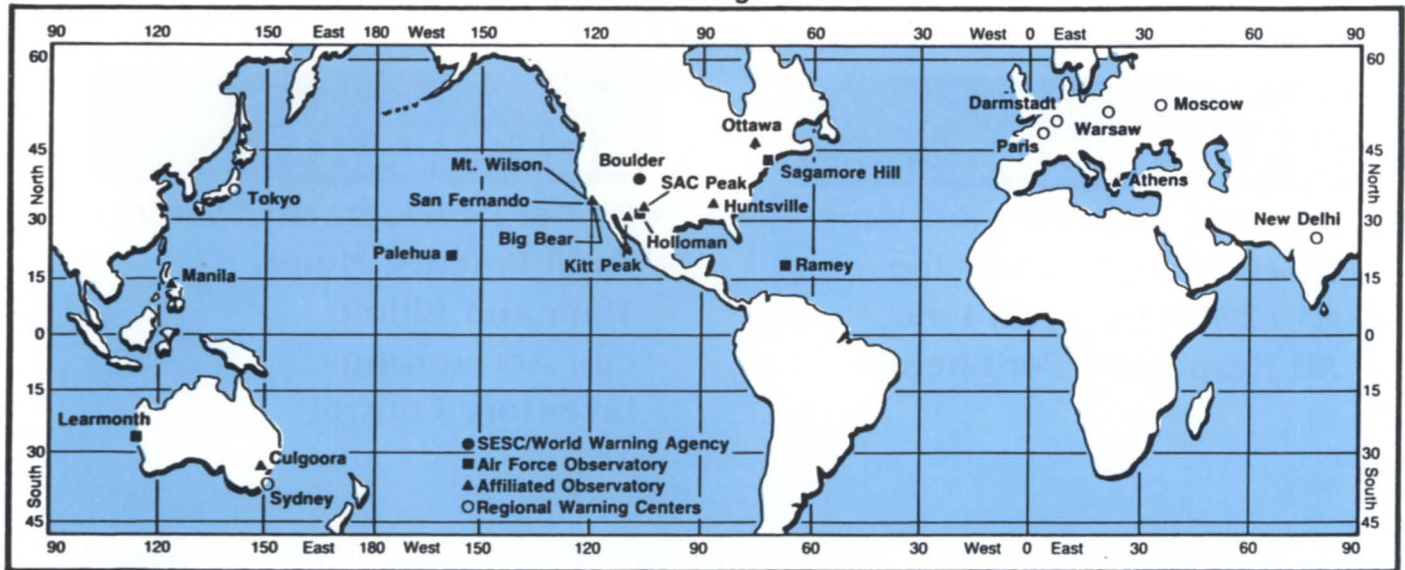 90 120 150 East 180 West 150 120 90 60 West 0 East 30 60 90
60 60
Darmstadt Moscow
Ottawa
Paris Warsaw
45 45
Mt. Wilson Boulder Sagamore Hill
SAC Peak Athens
North North
Tokyo San Fernando Huntsville
30 30
New Delhi
Big Bear Holloman
Palehua Kitt Peak Ramey
Manila
15 15
0 0
15 15
Learmonth
SESC/World Warning Agency
30 Culgoora Air Force Observatory 30
Affiliated Observatory
South Sydney Regional Warning Centers South
45 45
90 120 150 East 180 West 150 120 90 60 30 West 0 East 30 60 90